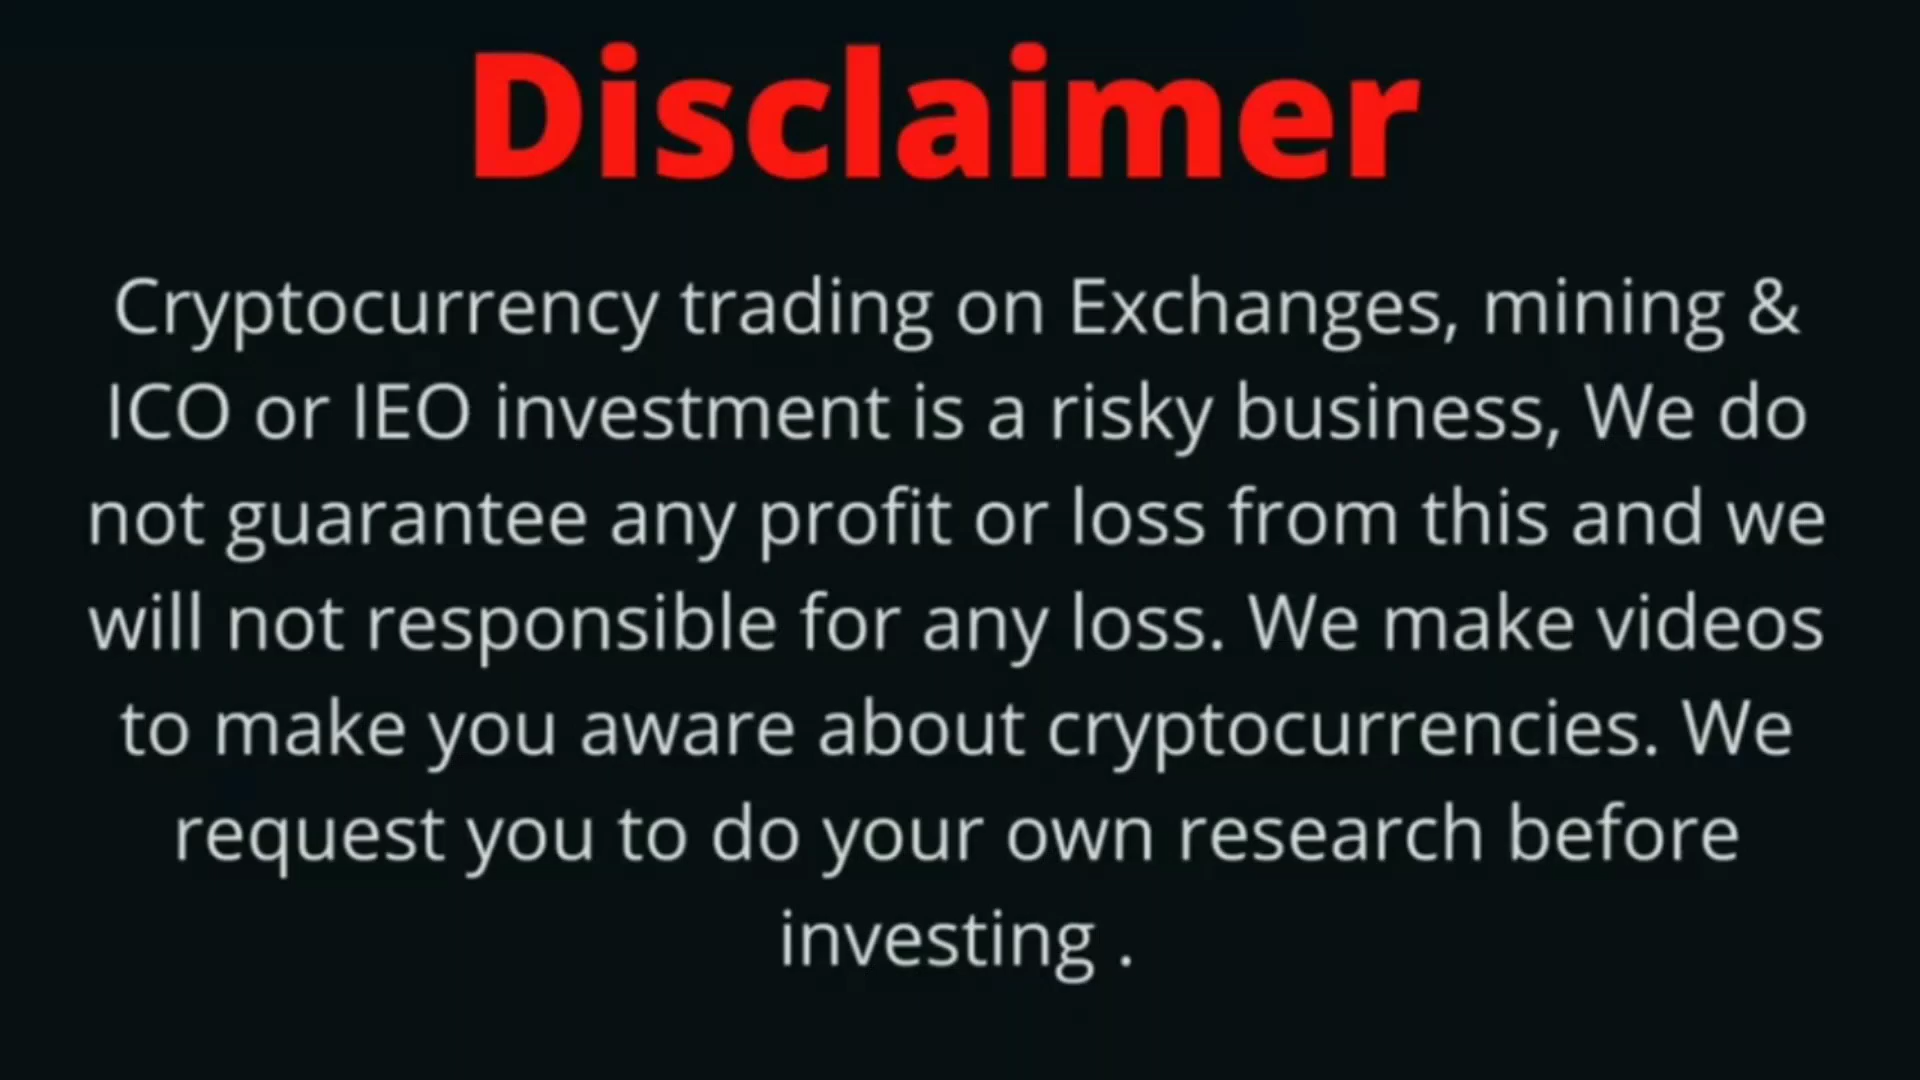 Disclaimer
Cryptocurrency trading on Exchanges, mining &
ICO or IEO investment is a risky business, We do
not guarantee any profit or loss from this and we
will not responsible for any loss. We make videos
to make you aware about cryptocurrencies. We
request you to do your own research before
investing .